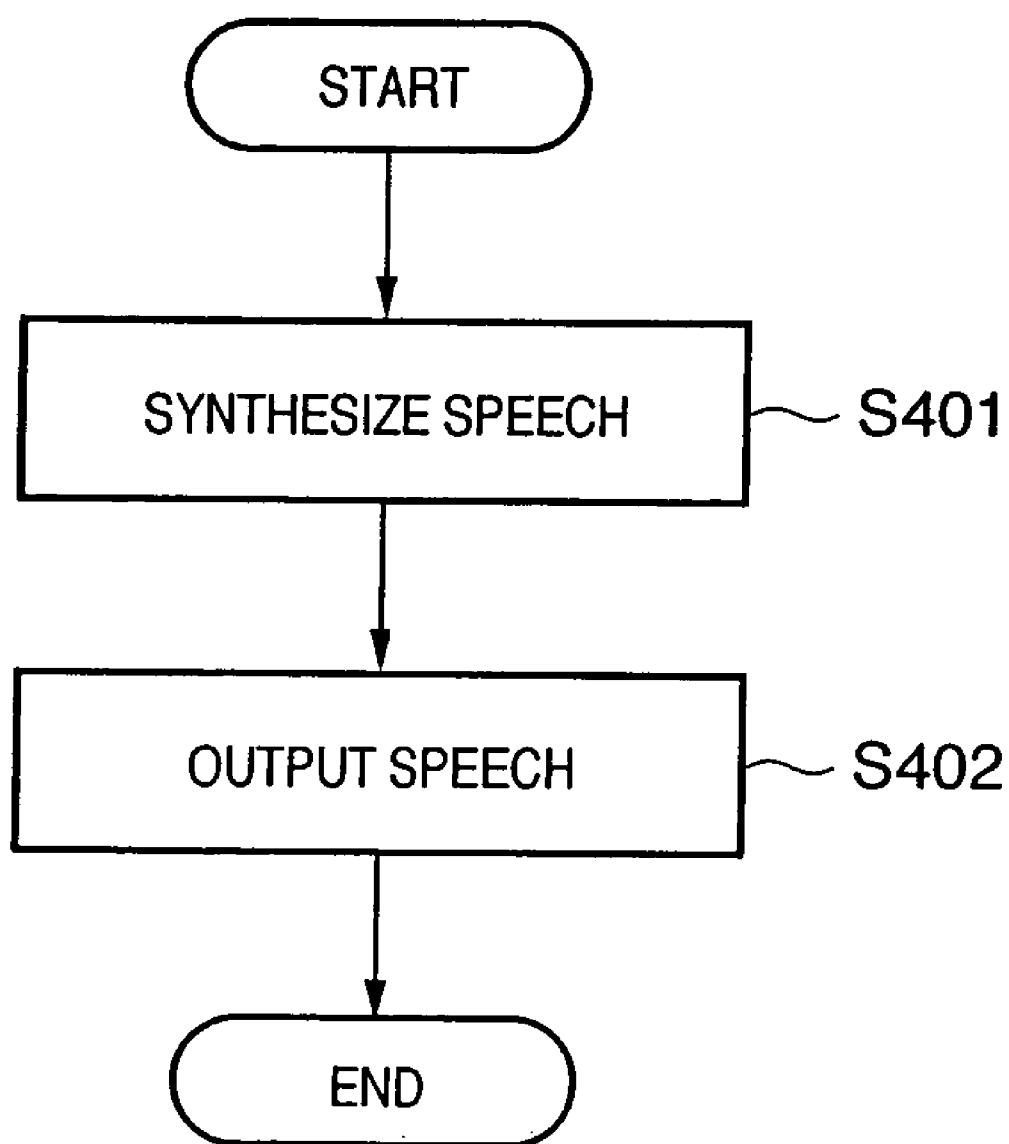 START
SYNTHESIZE SPEECH
S401
OUTPUT SPEECH
S402
END